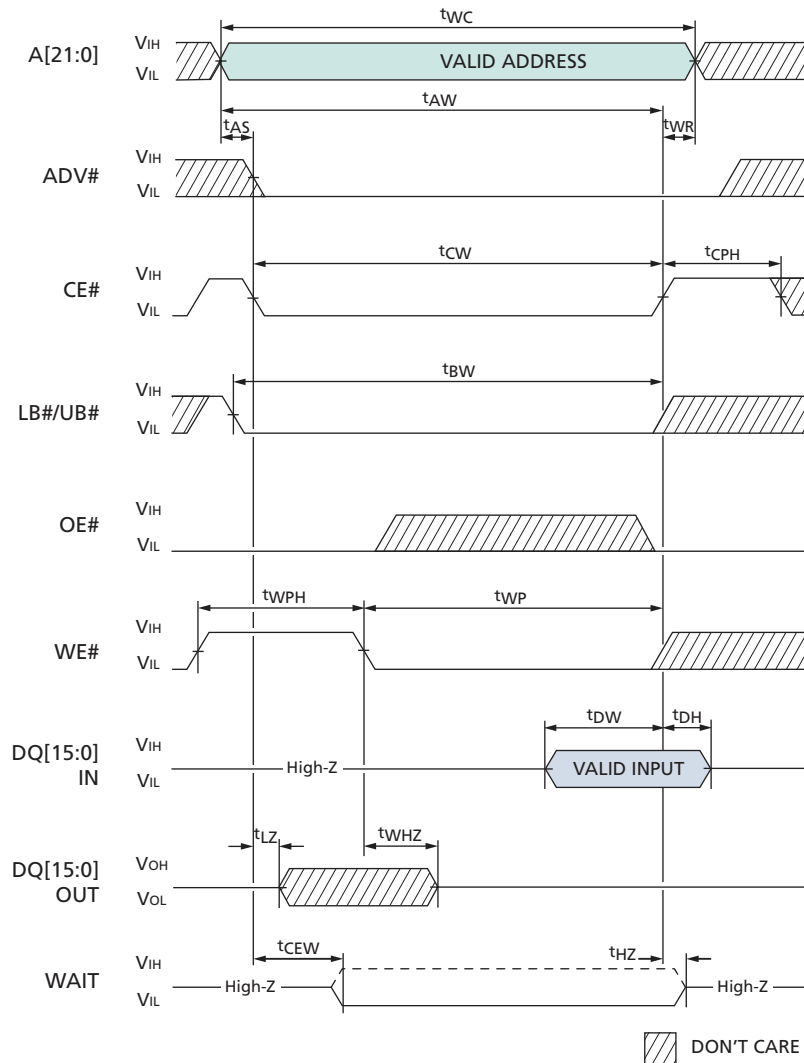 tWC
A[21:0]
VIH
VIL
VALID ADDRESS
tAW
tAS
tWR
ADV#
VIH
VIL
tCW
tCPH
CE#
VIH
VIL
tBW
LB#/UB#
VIH
VIL
OE#
VIH
VIL
tWPH
tWP
WE#
VIH
VIL
tDW
tDH
DQ[15:0]
IN
VIH
VIL
High-Z
VALID INPUT
tLZ
tWHZ
DQ[15:0]
OUT
VOH
VOL
tCEW
tHZ
WAIT
VIH
VIL
High-Z
High-Z
DON'T CARE